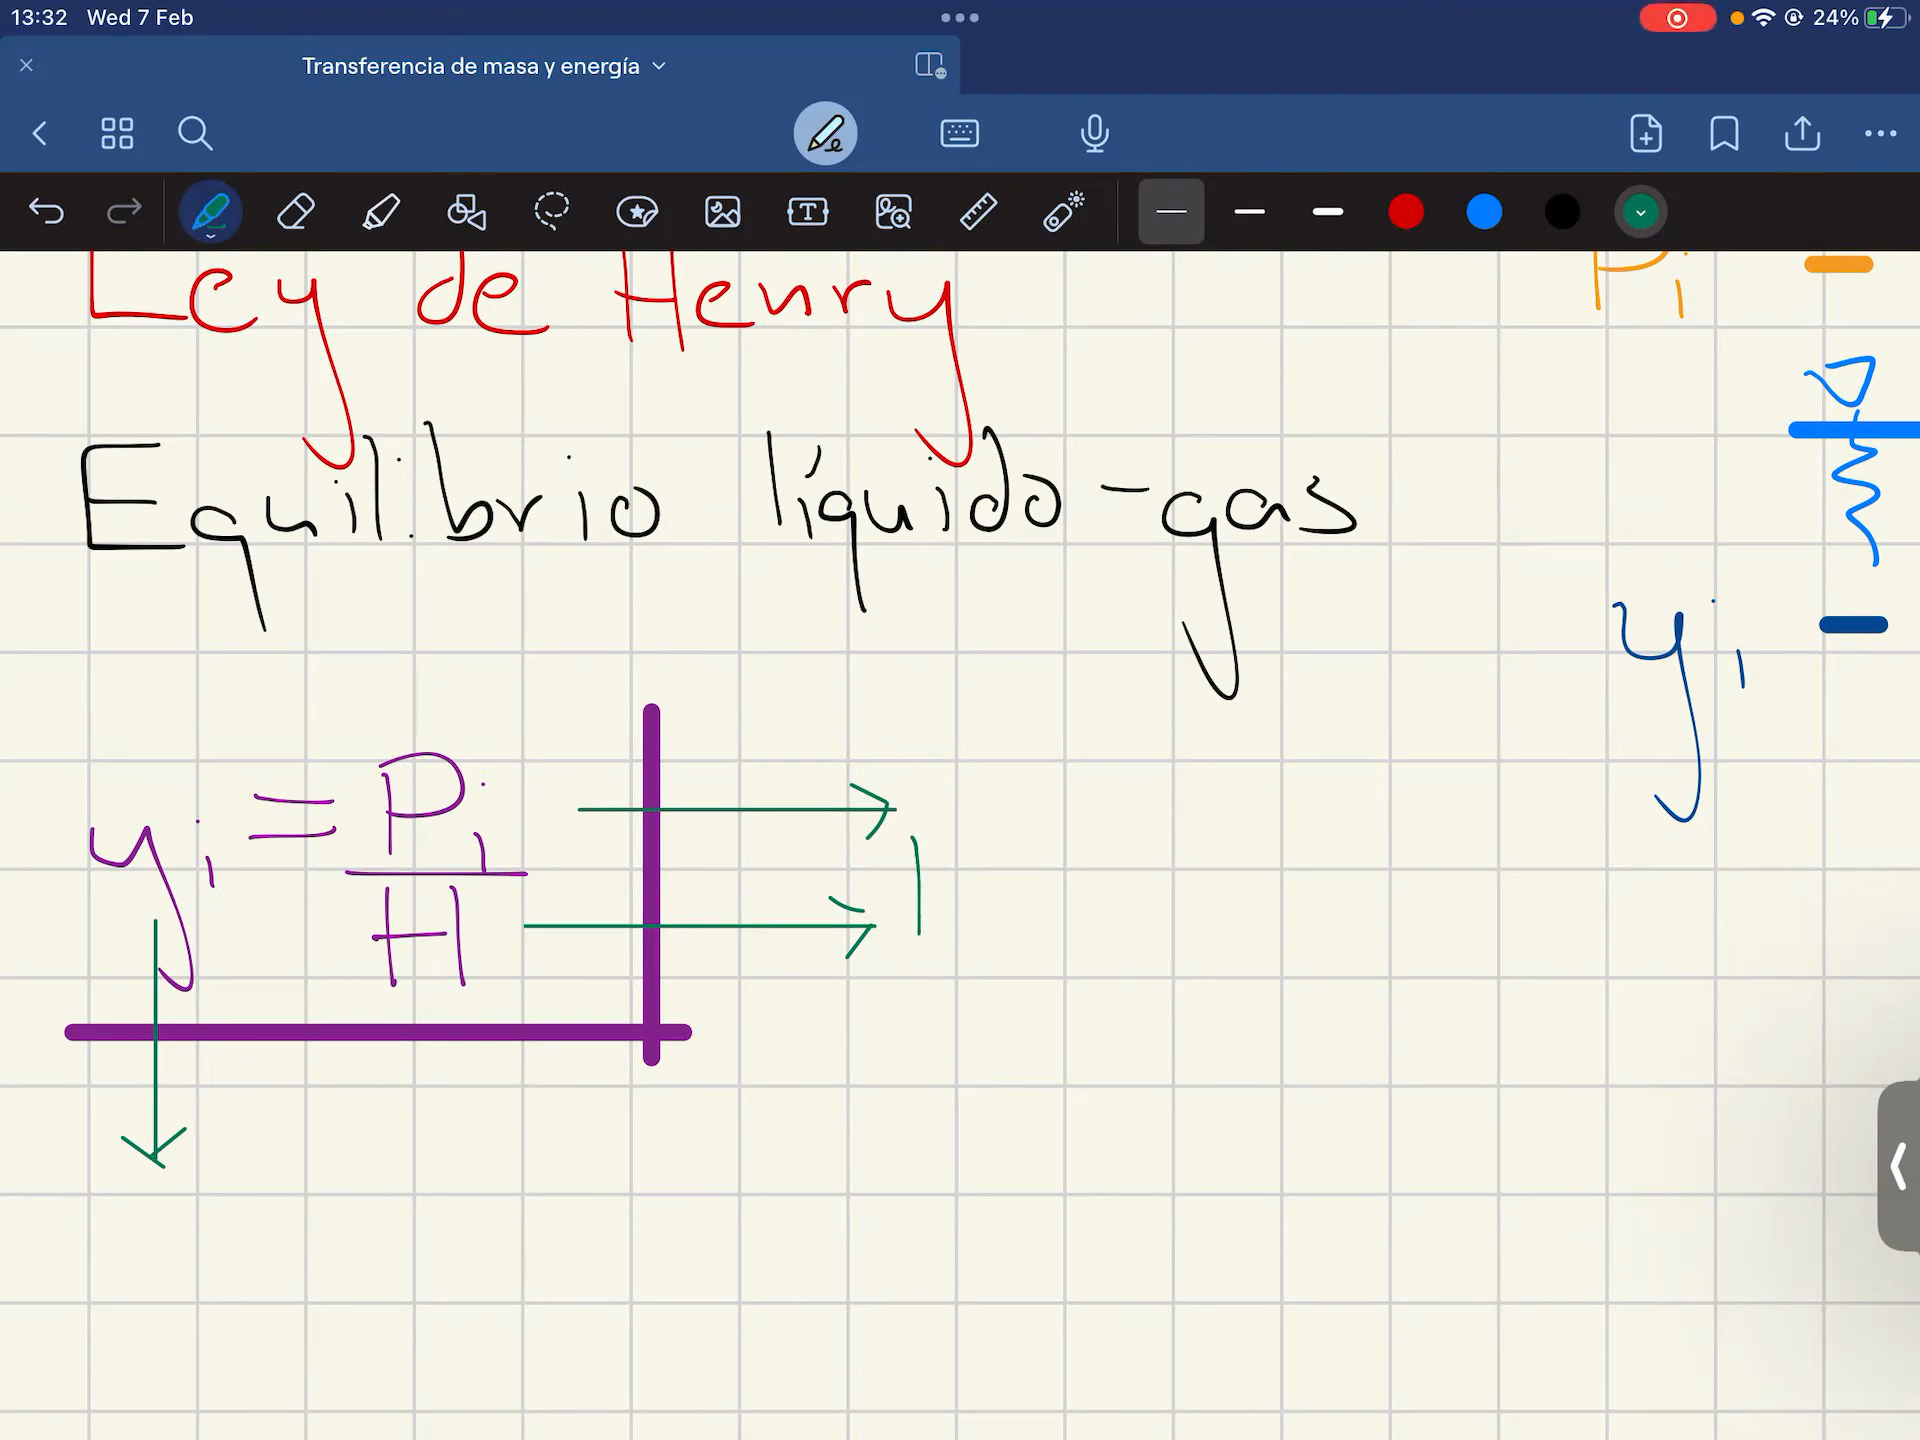 13:32 Wed 7 Feb
24%
Transferencia de masa y energía
Ley de Henry
Pi
Equilibrio líquido-gas
yi
yi = Pi
H